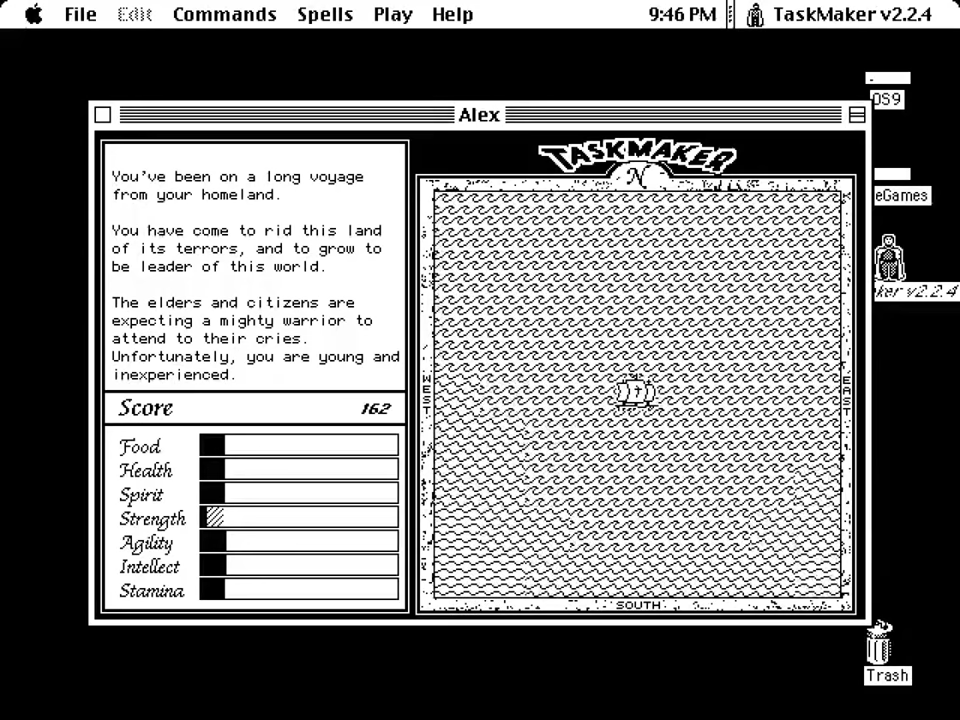 File Edit Commands Spells Play Help 9:46 PM TaskMaker v2.2.4
OS9
Alex
TASKMAKER
N
You've been on a long voyage
from your homeland.
You have come to rid this land
of its terrors, and to grow to
be leader of this world.
The elders and citizens are
expecting a mighty warrior to
attend to their cries.
Unfortunately, you are young and
inexperienced.
Score 162
Food
Health
Spirit
Strength
Agility
Intellect
Stamina
WEST
EAST
SOUTH
eGames
ker v2.2.4
Trash